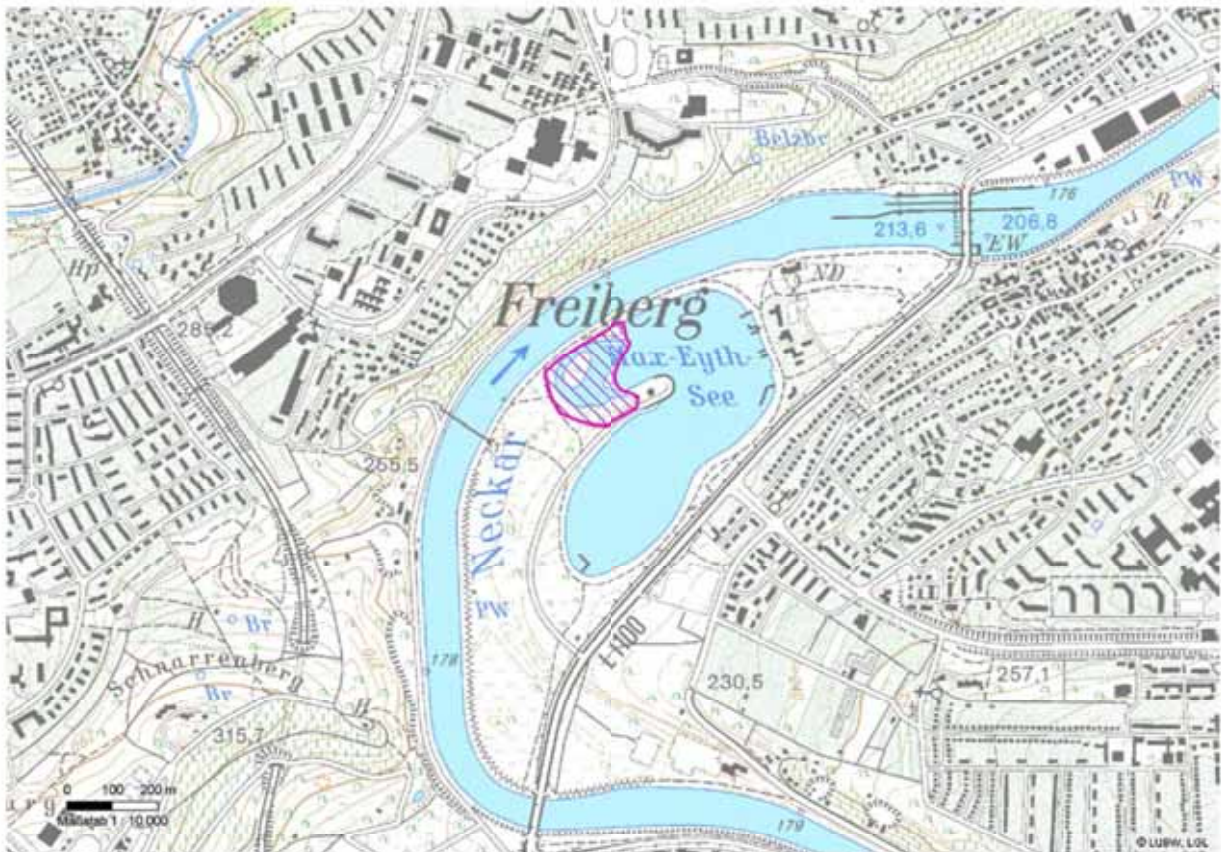 Belzbr
176
PW
R
213,6
206,8
EW
Hp
ND
Freiberg
285,2
Max-Eyth-
See
255,5
Neckar
PW
L1100
H
Br
Schnarrenberg
Br
H
178
230,5
257,1
315,7
179
0 100 200 m
Maßstab 1 : 10.000
© LUBW, LGL